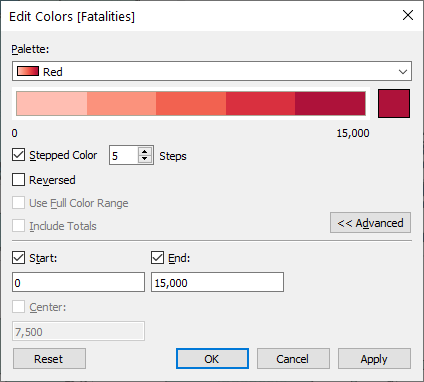 Edit Colors [Fatalities]
Palette:
Red
0 15,000
Stepped Color 5 Steps
Reversed
Use Full Color Range
Include Totals
<< Advanced
Start: End:
0 15,000
Center:
7,500
Reset OK Cancel Apply